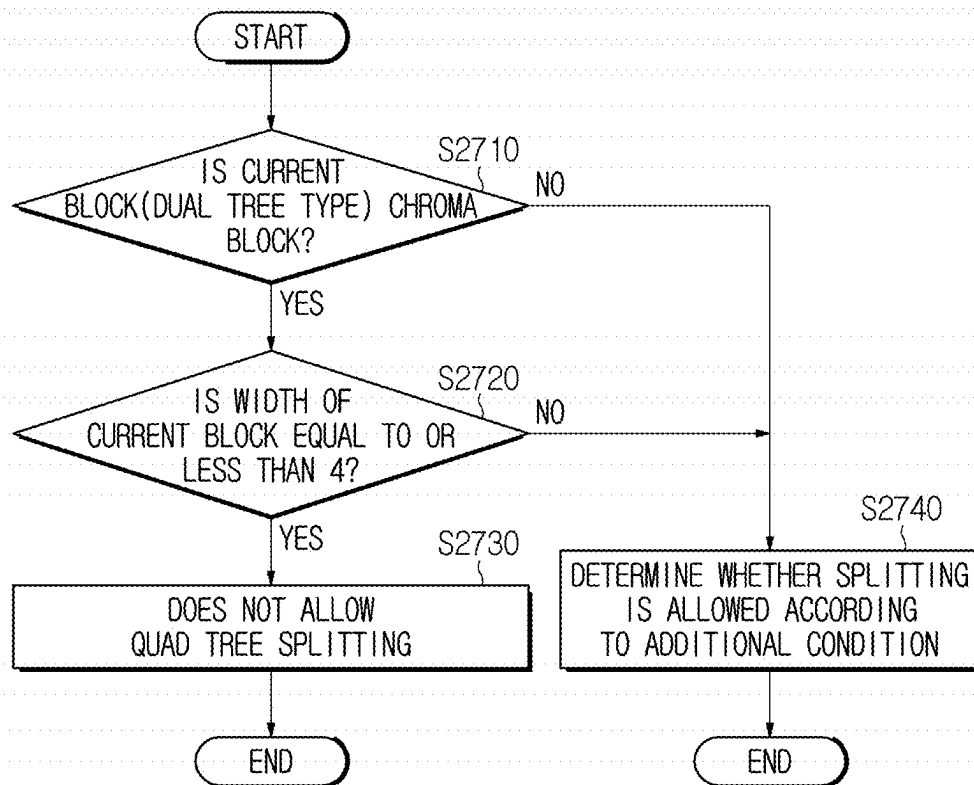 START
S2710
IS CURRENT
BLOCK(DUAL TREE TYPE) CHROMA
BLOCK?
NO
YES
S2720
IS WIDTH OF
CURRENT BLOCK EQUAL TO OR
LESS THAN 4?
NO
YES
S2730
DOES NOT ALLOW
QUAD TREE SPLITTING
S2740
DETERMINE WHETHER SPLITTING
IS ALLOWED ACCORDING
TO ADDITIONAL CONDITION
END
END